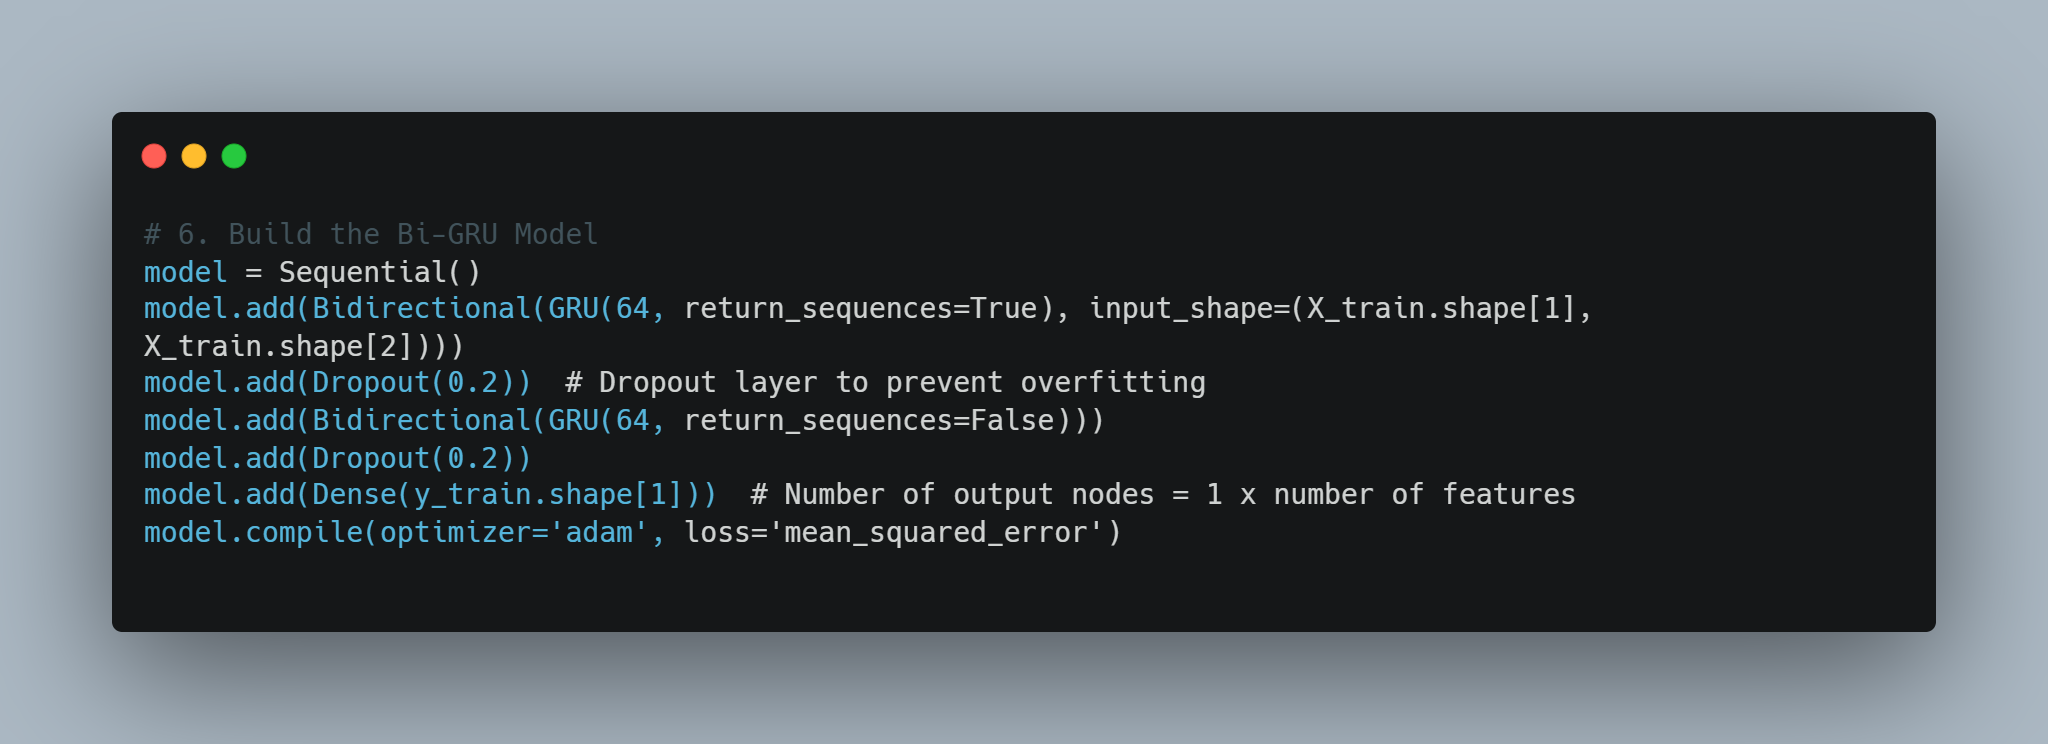 # 6. Build the Bi-GRU Model
model = Sequential()
model.add(Bidirectional(GRU(64, return_sequences=True), input_shape=(X_train.shape[1],
X_train.shape[2])))
model.add(Dropout(0.2))  # Dropout layer to prevent overfitting
model.add(Bidirectional(GRU(64, return_sequences=False)))
model.add(Dropout(0.2))
model.add(Dense(y_train.shape[1]))  # Number of output nodes = 1 x number of features
model.compile(optimizer='adam', loss='mean_squared_error')